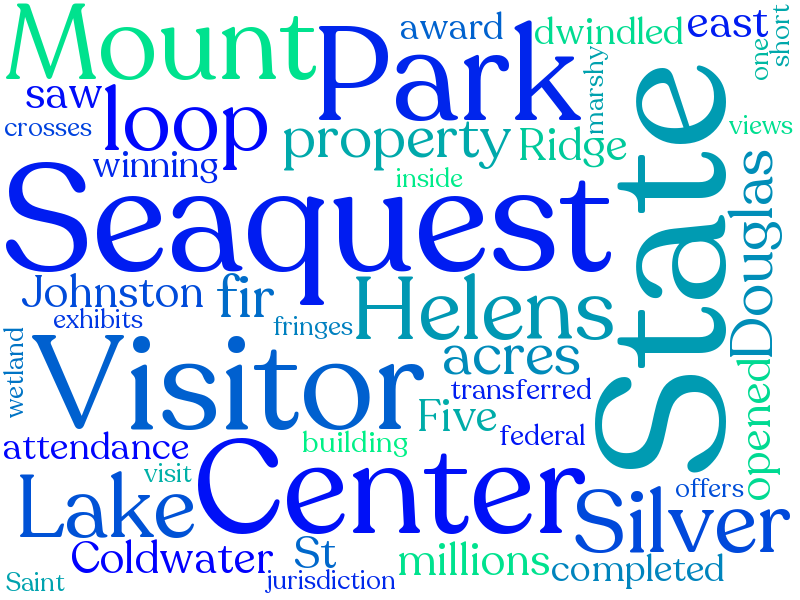 Mount
Park
award
dwindled
east
one
short
saw
loop
marshy
crosses
property
Ridge
views
winning
inside
Seaquest
State
Douglas
Johnston
fir
Helens
exhibits
fringes
wetland
Visitor
acres
transferred
opened
Five
federal
attendance
building
visit
Center
Lake
offers
Silver
Coldwater
St
millions
completed
Saint
jurisdiction